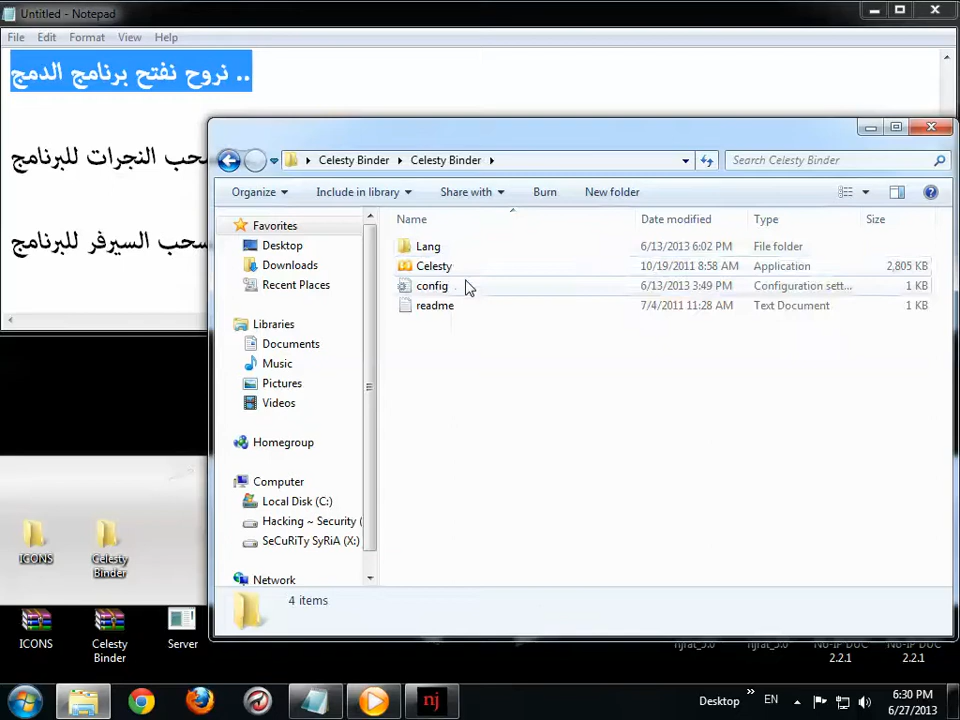 Untitled - Notepad
File Edit Format View Help
.. نروح نفتح برنامج الدمج
سحب النجرات للبرنامج
سحب السيرفر للبرنامج
Celesty Binder Celesty Binder
Search Celesty Binder
Organize Include in library Share with Burn New folder
Name Date modified Type Size
Favorites
Desktop
Downloads
Recent Places
Libraries
Documents
Music
Pictures
Videos
Homegroup
Computer
Local Disk (C:)
Hacking ~ Security (
SeCuRiTy SyRiA (X:)
Network
Lang 6/13/2013 6:02 PM File folder
Celesty 10/19/2011 8:58 AM Application 2,805 KB
config 6/13/2013 3:49 PM Configuration sett... 1 KB
readme 7/4/2011 11:28 AM Text Document 1 KB
4 items
ICONS
Celesty Binder
ICONS
Celesty Binder
Server
2.2.1
2.2.1
nj
Desktop
EN
6:30 PM
6/27/2013